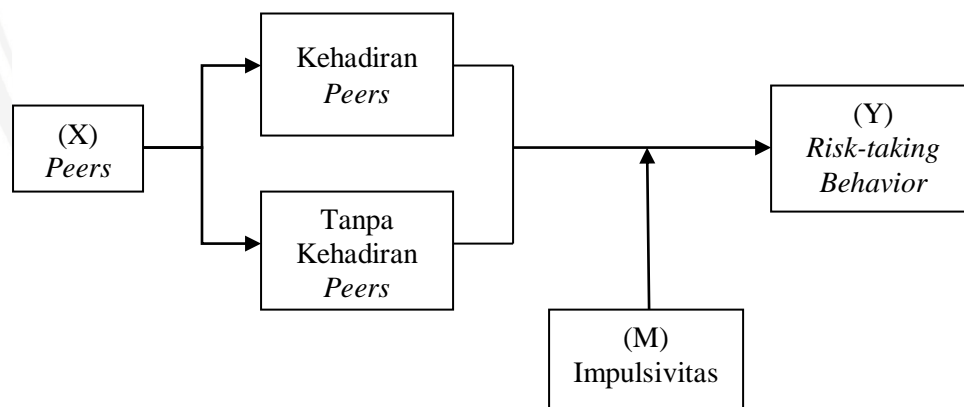 (X)
Peers
Kehadiran
Peers
Tanpa
Kehadiran
Peers
(M)
Impulsivitas
(Y)
Risk-taking
Behavior